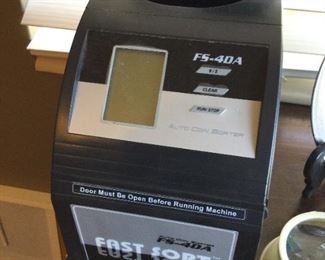 FS-40A
+/-
CLEAR
RUN STOP
AUTO COIN SORTER
Door Must Be Open Before Running Machine
FS-40A
FAST SORT